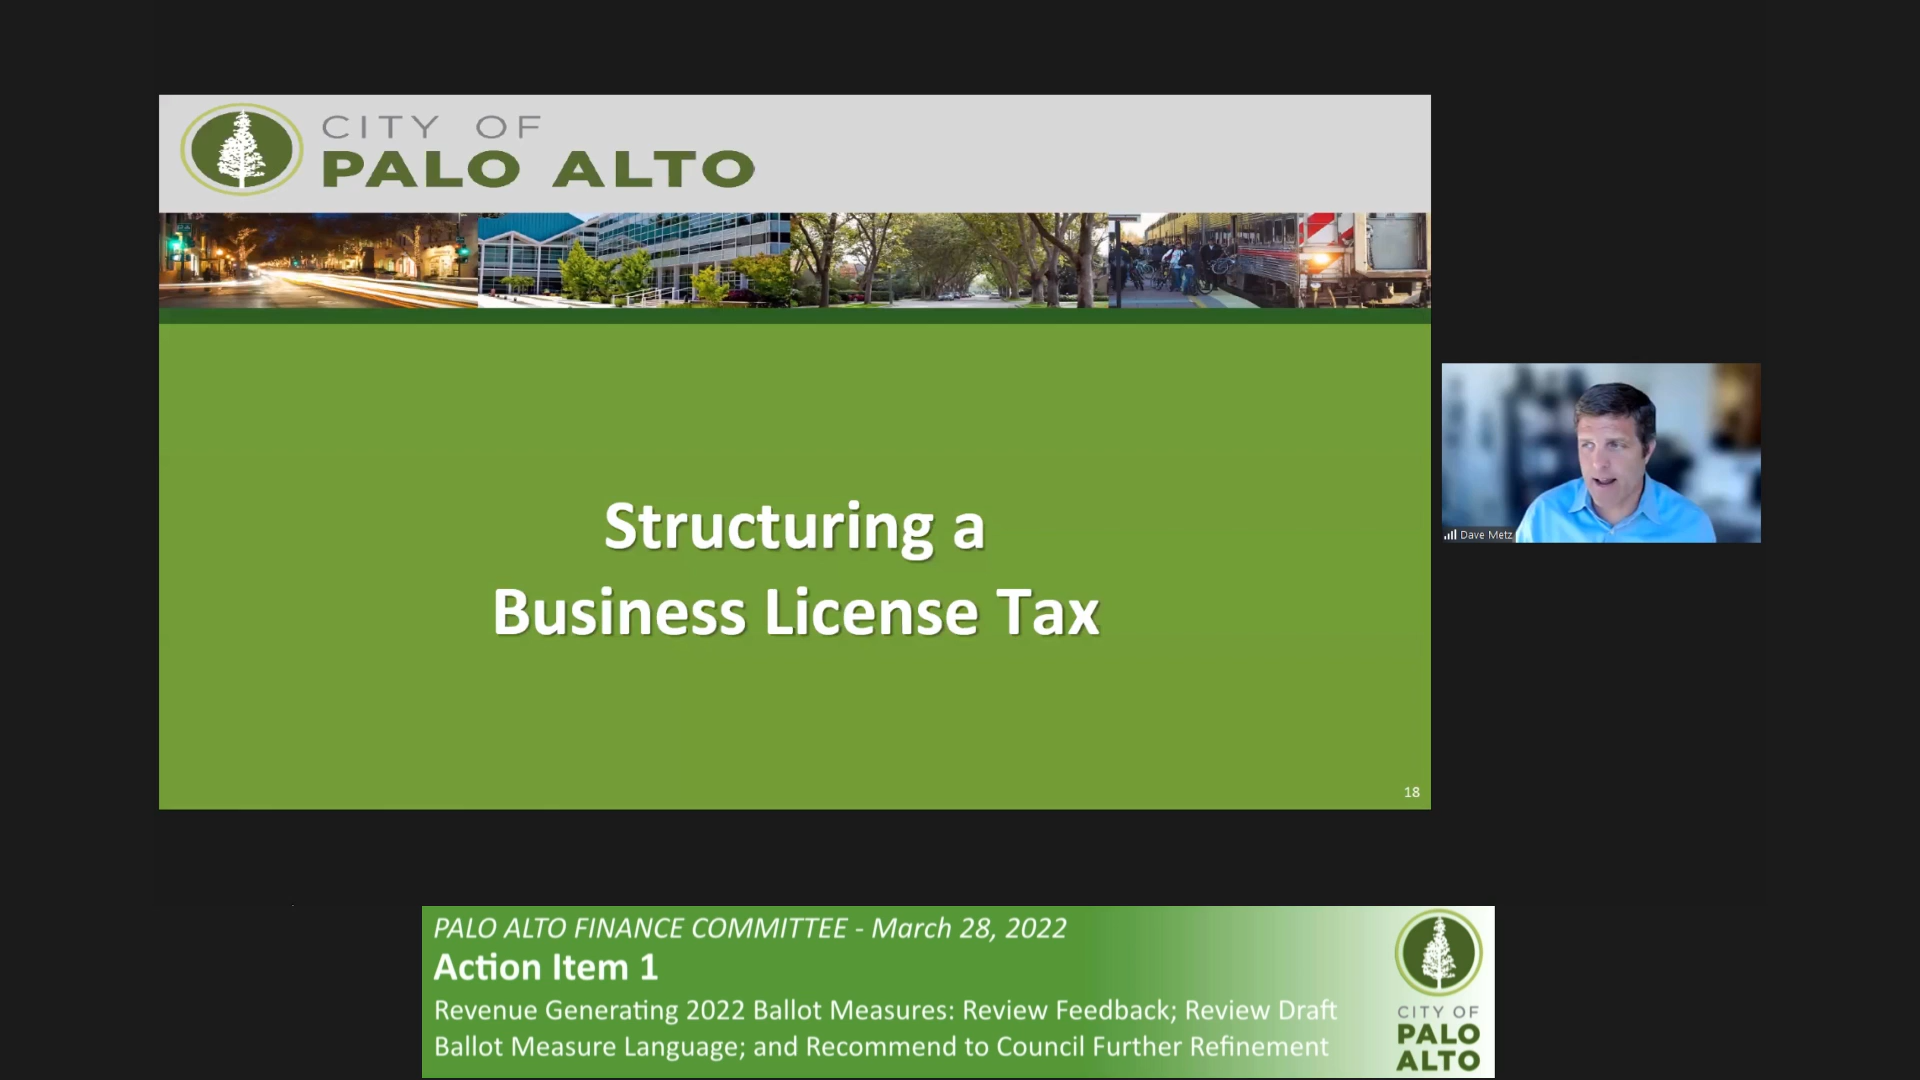 CITY OF
PALO ALTO
Structuring a
Business License Tax
18
Dave Metz
PALO ALTO FINANCE COMMITTEE - March 28, 2022
Action Item 1
Revenue Generating 2022 Ballot Measures: Review Feedback; Review Draft
Ballot Measure Language; and Recommend to Council Further Refinement
CITY OF
PALO
ALTO